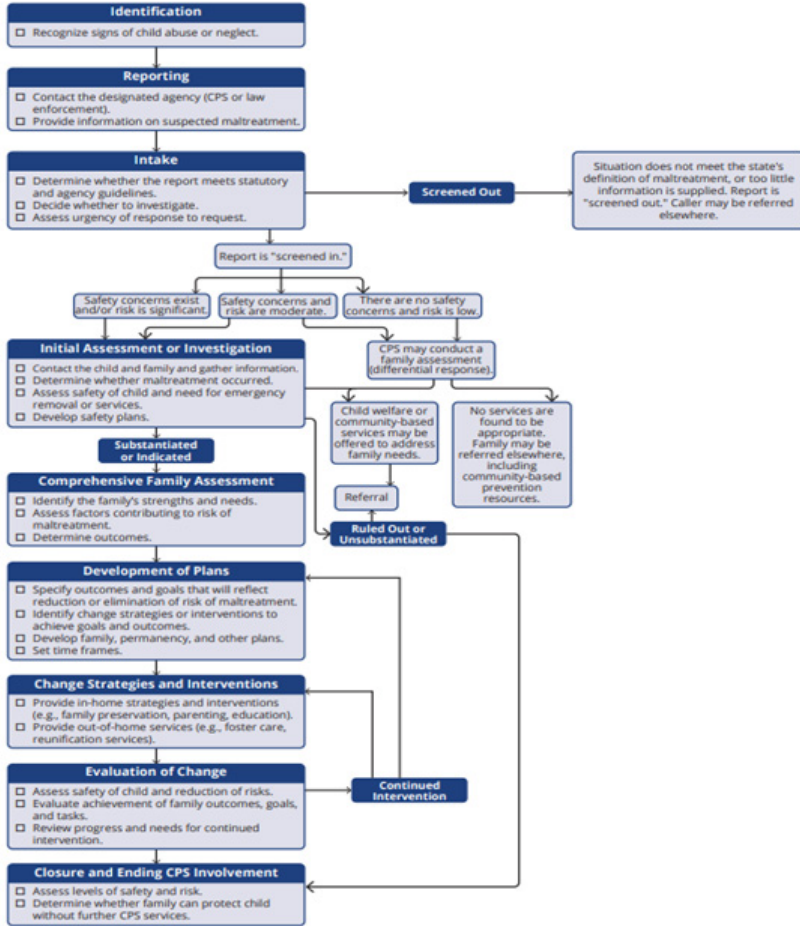 Identification
☐ Recognize signs of child abuse or neglect.
Reporting
☐ Contact the designated agency (CPS or law
enforcement).
☐ Provide information on suspected maltreatment.
Intake
☐ Determine whether the report meets statutory
and agency guidelines.
☐ Decide whether to investigate.
☐ Assess urgency of response to request.
Screened Out
Situation does not meet the state's
definition of maltreatment, or too little
information is supplied. Report is
"screened out." Caller may be referred
elsewhere.
Report is "screened in."
Safety concerns exist
and/or risk is significant.
Safety concerns and
risk are moderate.
There are no safety
concerns and risk is low.
Initial Assessment or Investigation
☐ Contact the child and family and gather information.
☐ Determine whether maltreatment occurred.
☐ Assess safety of child and need for emergency
removal or services.
☐ Develop safety plans.
CPS may conduct a
family assessment
(differential response).
Child welfare or
community-based
services may be
offered to address
family needs.
No services are
found to be
appropriate.
Family may be
referred elsewhere,
including
community-based
prevention
resources.
Substantiated
or Indicated
Referral
Comprehensive Family Assessment
☐ Identify the family's strengths and needs.
☐ Assess factors contributing to risk of
maltreatment.
☐ Determine outcomes.
Ruled Out or
Unsubstantiated
Development of Plans
☐ Specify outcomes and goals that will reflect
reduction or elimination of risk of maltreatment.
☐ Identify change strategies or interventions to
achieve goals and outcomes.
☐ Develop family, permanency, and other plans.
☐ Set time frames.
Change Strategies and Interventions
☐ Provide in-home strategies and interventions
(e.g., family preservation, parenting, education).
☐ Provide out-of-home services (e.g., foster care,
reunification services).
Evaluation of Change
☐ Assess safety of child and reduction of risks.
☐ Evaluate achievement of family outcomes, goals,
and tasks.
☐ Review progress and needs for continued
intervention.
Continued
Intervention
Closure and Ending CPS Involvement
☐ Assess levels of safety and risk.
☐ Determine whether family can protect child
without further CPS services.